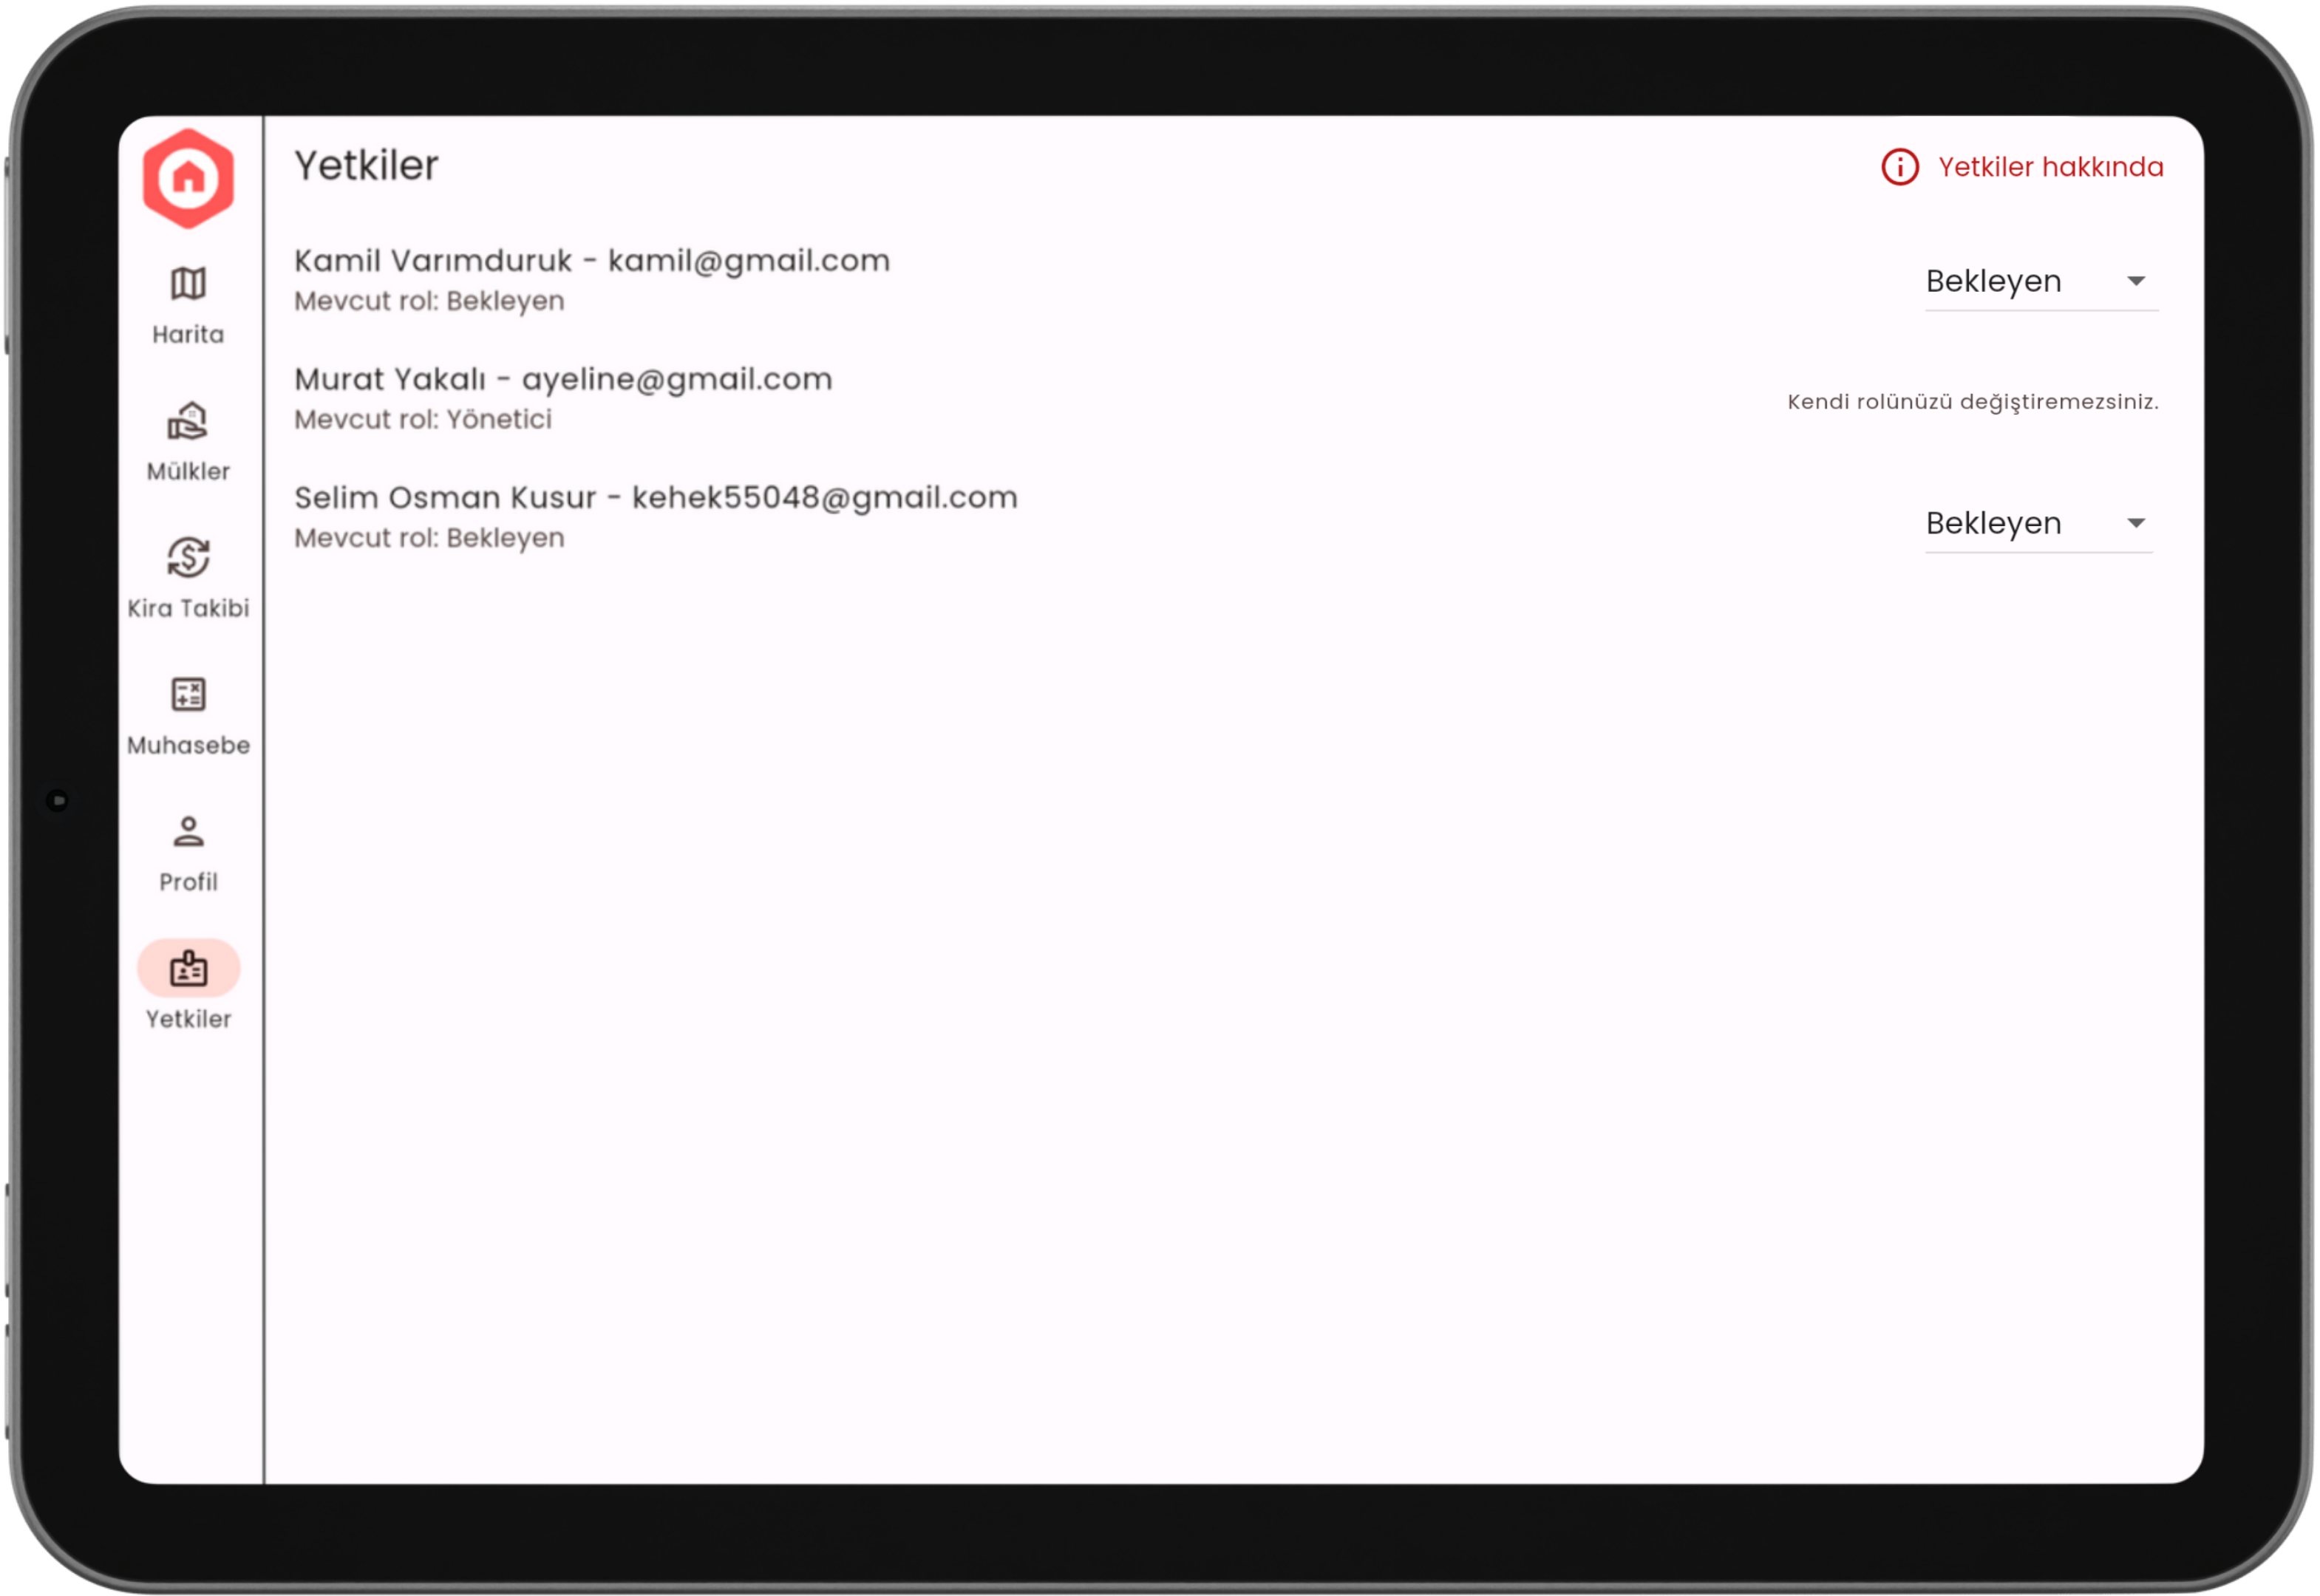 Yetkiler
Yetkiler hakkında
Harita
Mülkler
Kira Takibi
Muhasebe
Profil
Yetkiler
Kamil Varımduruk - kamil@gmail.com
Mevcut rol: Bekleyen
Bekleyen
Murat Yakalı - ayeline@gmail.com
Mevcut rol: Yönetici
Kendi rolünüzü değiştiremezsiniz.
Selim Osman Kusur - kehek55048@gmail.com
Mevcut rol: Bekleyen
Bekleyen